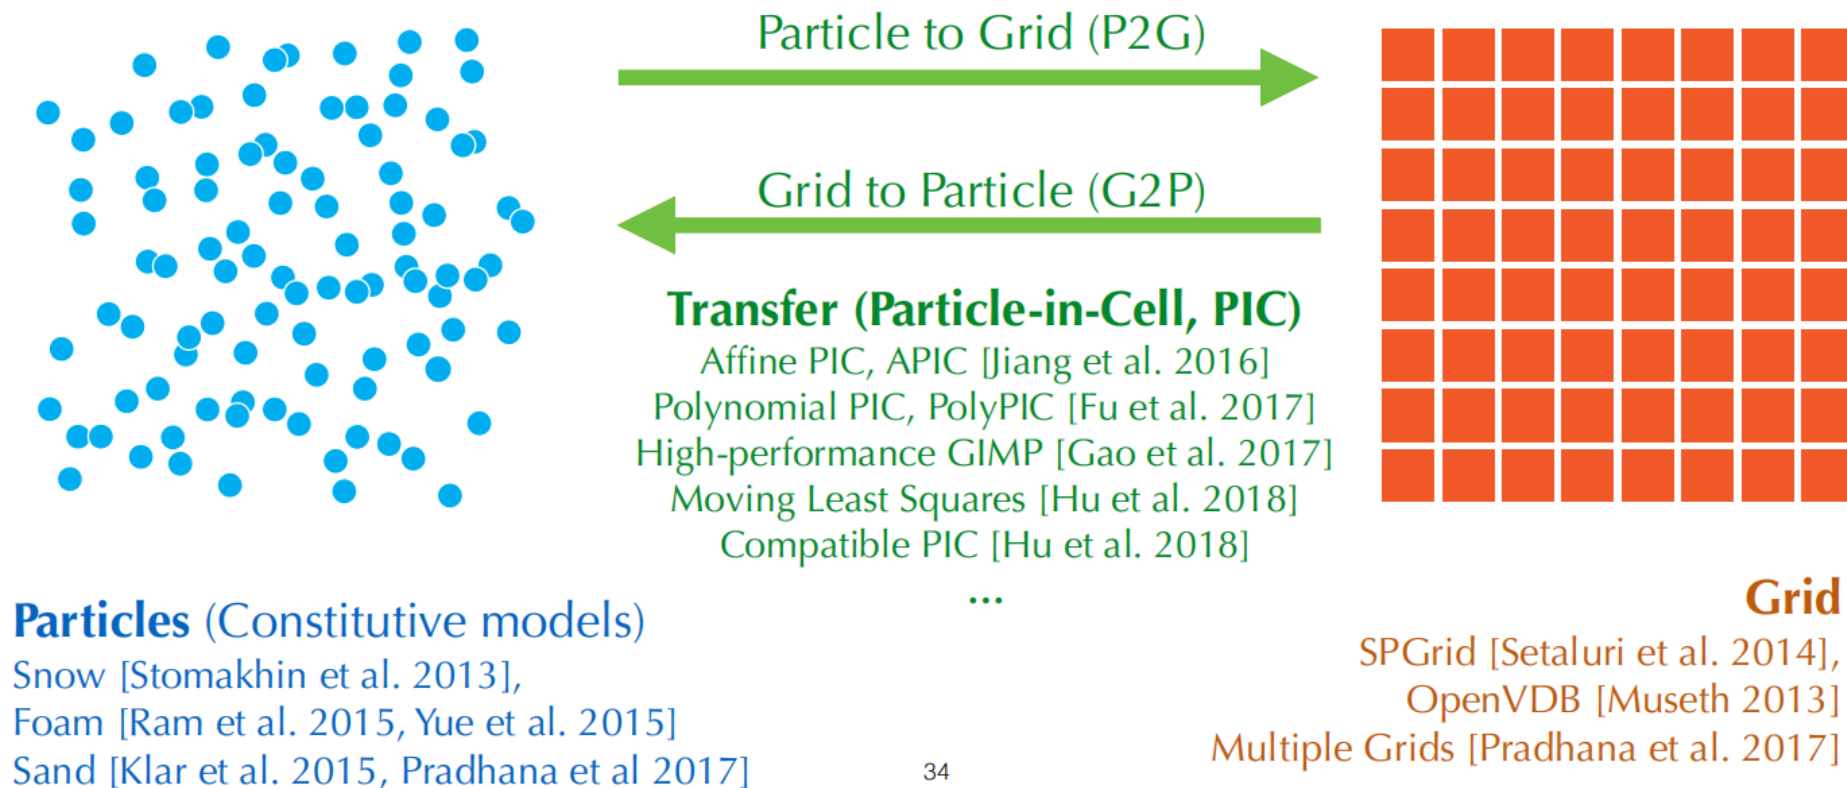 Particle to Grid (P2G)
Grid to Particle (G2P)
Transfer (Particle-in-Cell, PIC)
Affine PIC, APIC [Jiang et al. 2016]
Polynomial PIC, PolyPIC [Fu et al. 2017]
High-performance GIMP [Gao et al. 2017]
Moving Least Squares [Hu et al. 2018]
Compatible PIC [Hu et al. 2018]
...
Particles (Constitutive models)
Snow [Stomakhin et al. 2013],
Foam [Ram et al. 2015, Yue et al. 2015]
Sand [Klar et al. 2015, Pradhana et al 2017]
34
Grid
SPGrid [Setaluri et al. 2014],
OpenVDB [Museth 2013]
Multiple Grids [Pradhana et al. 2017]